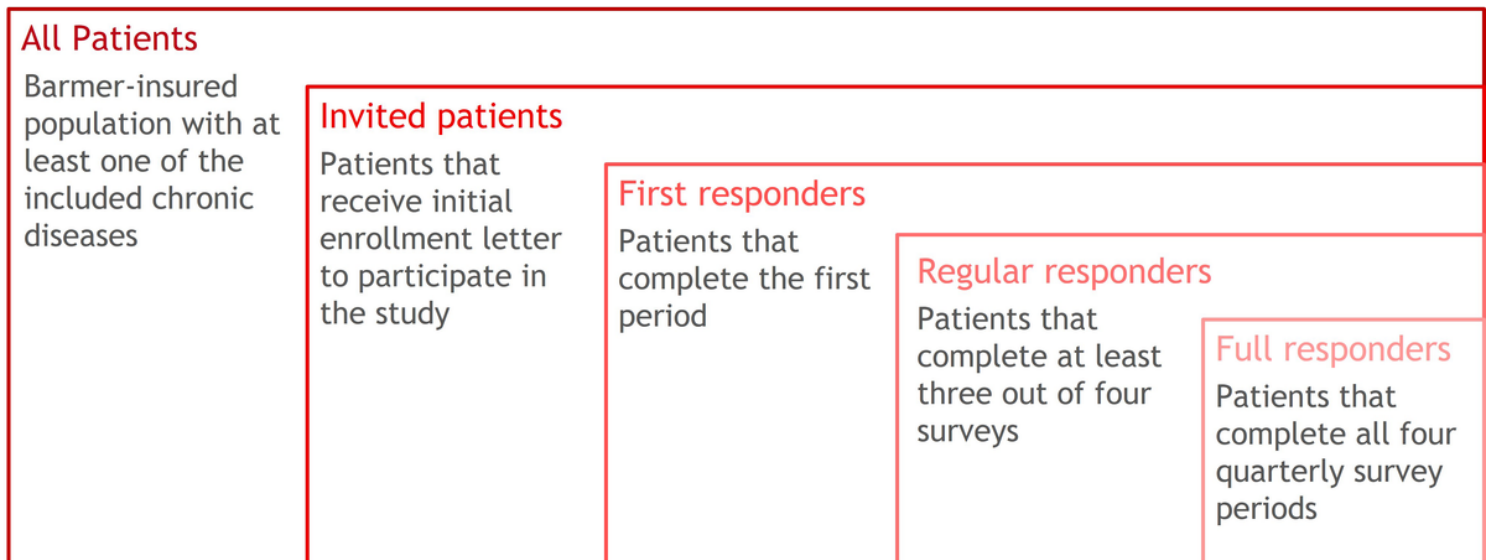 All Patients
Barmer-insured
population with at
least one of the
included chronic
diseases
Invited patients
Patients that
receive initial
enrollment letter
to participate in
the study
First responders
Patients that
complete the first
period
Regular responders
Patients that
complete at least
three out of four
surveys
Full responders
Patients that
complete all four
quarterly survey
periods